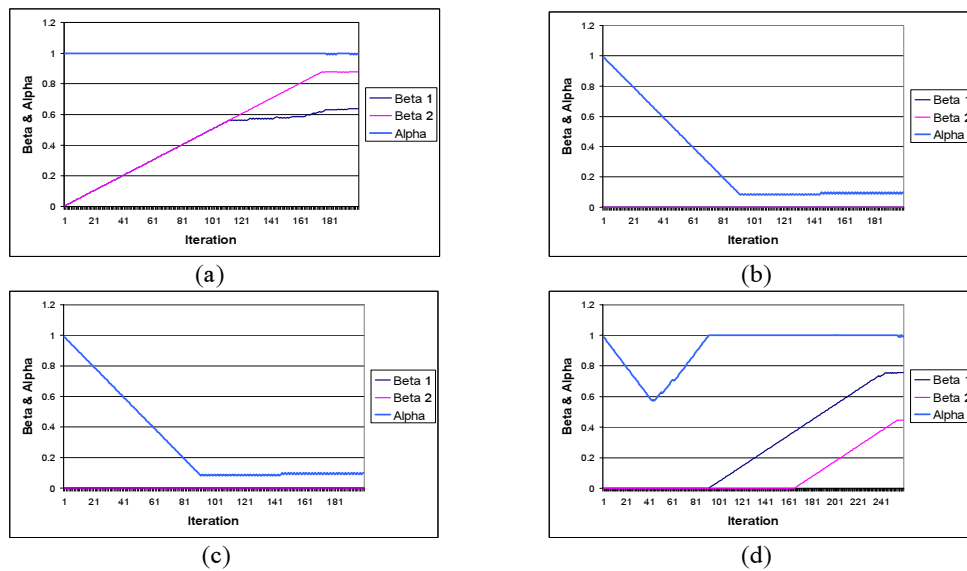 1.2
1
0.8
0.6
0.4
0.2
0
Beta & Alpha
1 21 41 61 81 101 121 141 161 181
Iteration
Beta 1
Beta 2
Alpha
(a)
1.2
1
0.8
0.6
0.4
0.2
0
Beta & Alpha
1 21 41 61 81 101 121 141 161 181
Iteration
Beta 1
Beta 2
Alpha
(b)
1.2
1
0.8
0.6
0.4
0.2
0
Beta & Alpha
1 21 41 61 81 101 121 141 161 181
Iteration
Beta 1
Beta 2
Alpha
(c)
1.2
1
0.8
0.6
0.4
0.2
0
Beta & Alpha
1 21 41 61 81 101 121 141 161 181 201 221 241
Iteration
Beta 1
Beta 2
Alpha
(d)